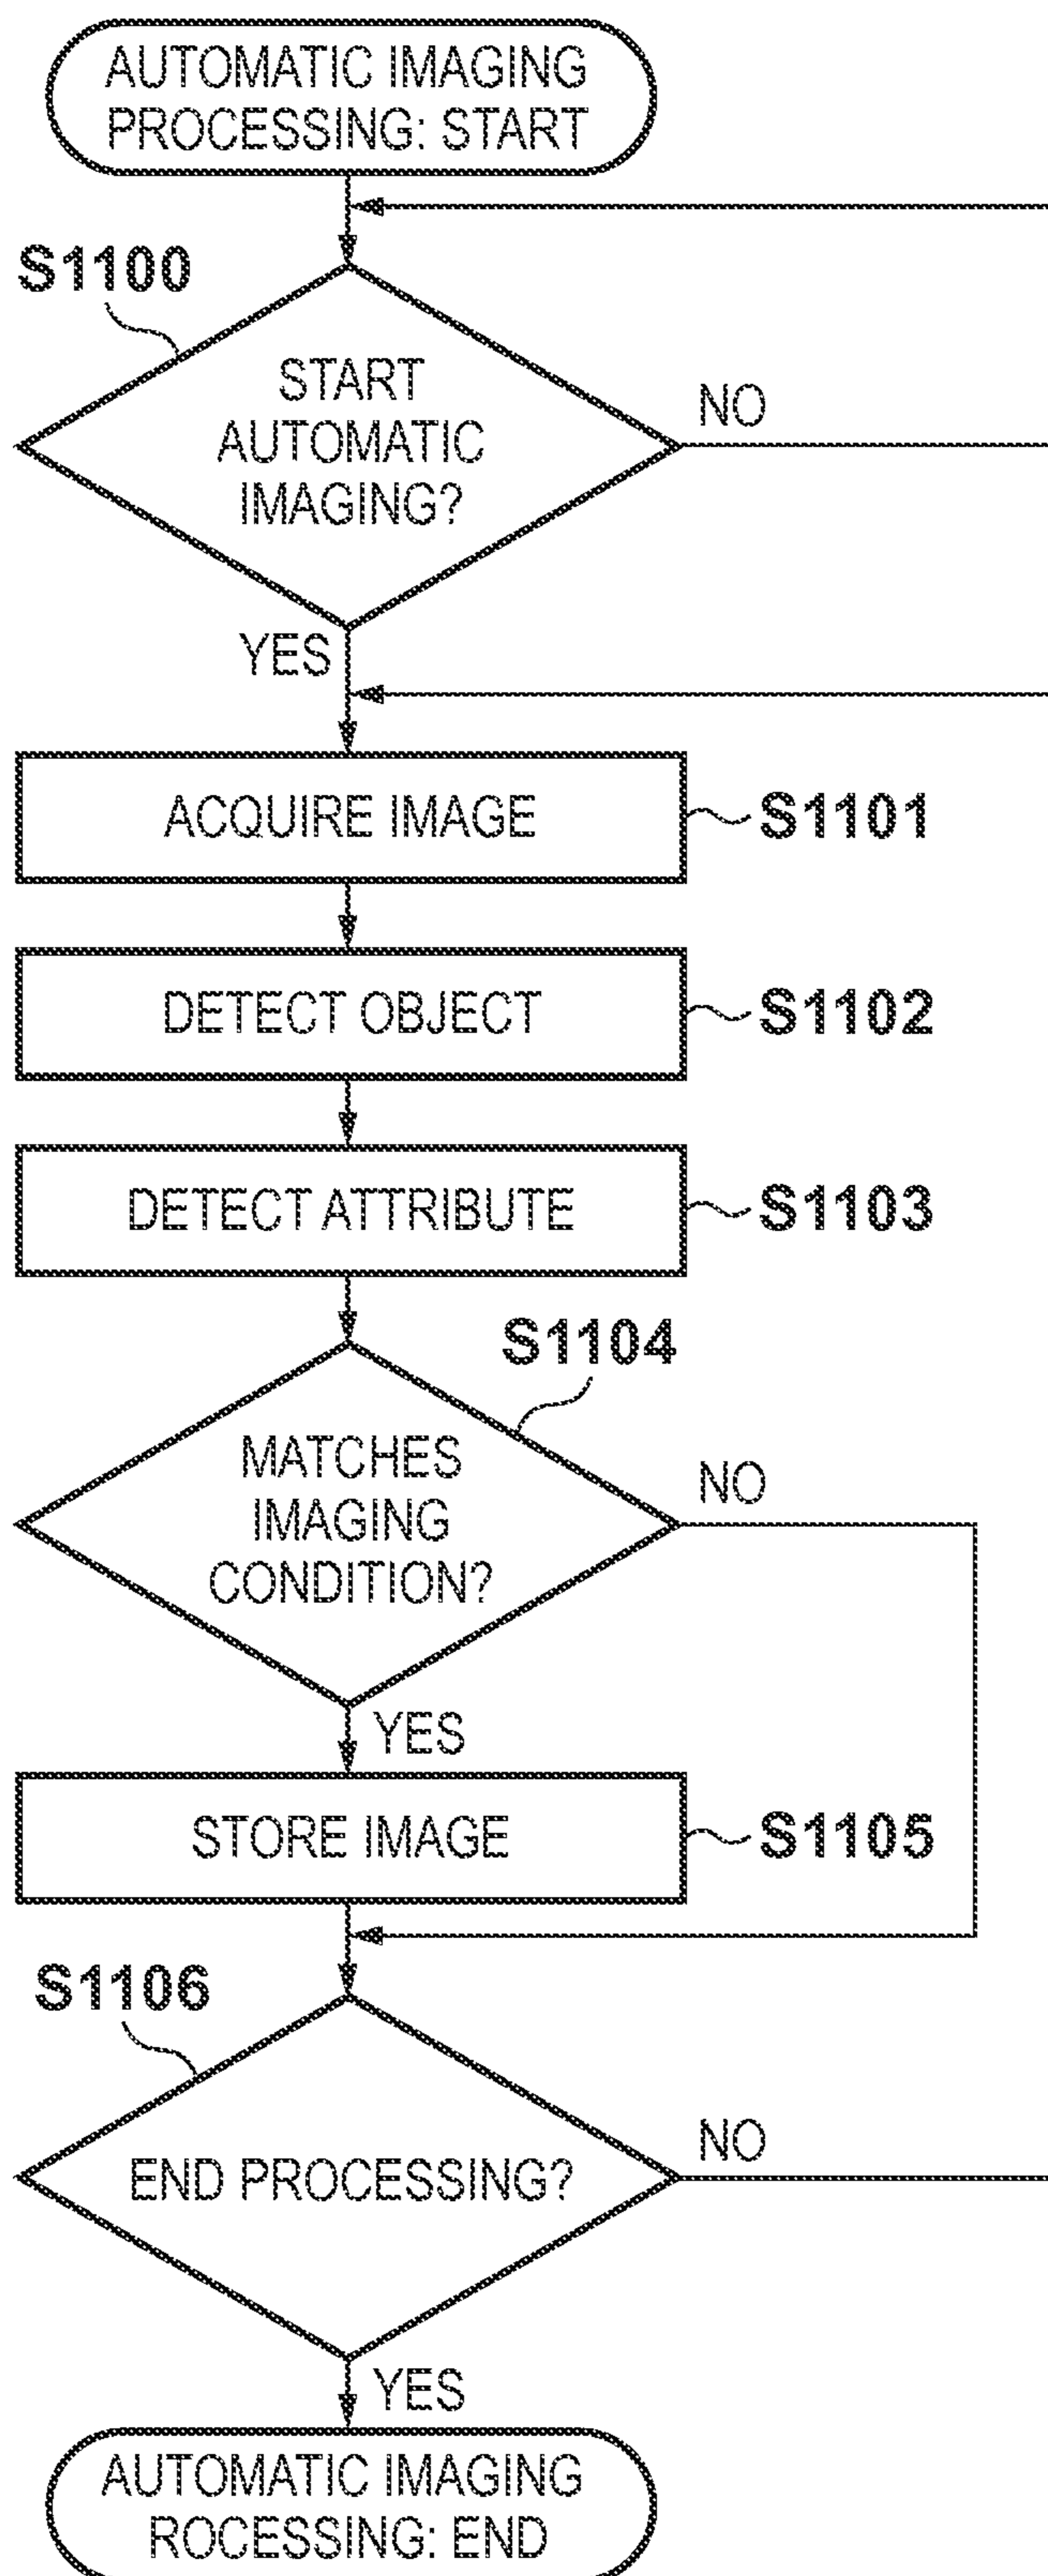 AUTOMATIC IMAGING
PROCESSING: START
S1100
START
AUTOMATIC
IMAGING?
NO
YES
ACQUIRE IMAGE
S1101
DETECT OBJECT
S1102
DETECT ATTRIBUTE
S1103
S1104
MATCHES
IMAGING
CONDITION?
NO
YES
STORE IMAGE
S1105
S1106
END PROCESSING?
NO
YES
AUTOMATIC IMAGING
ROCESSING: END